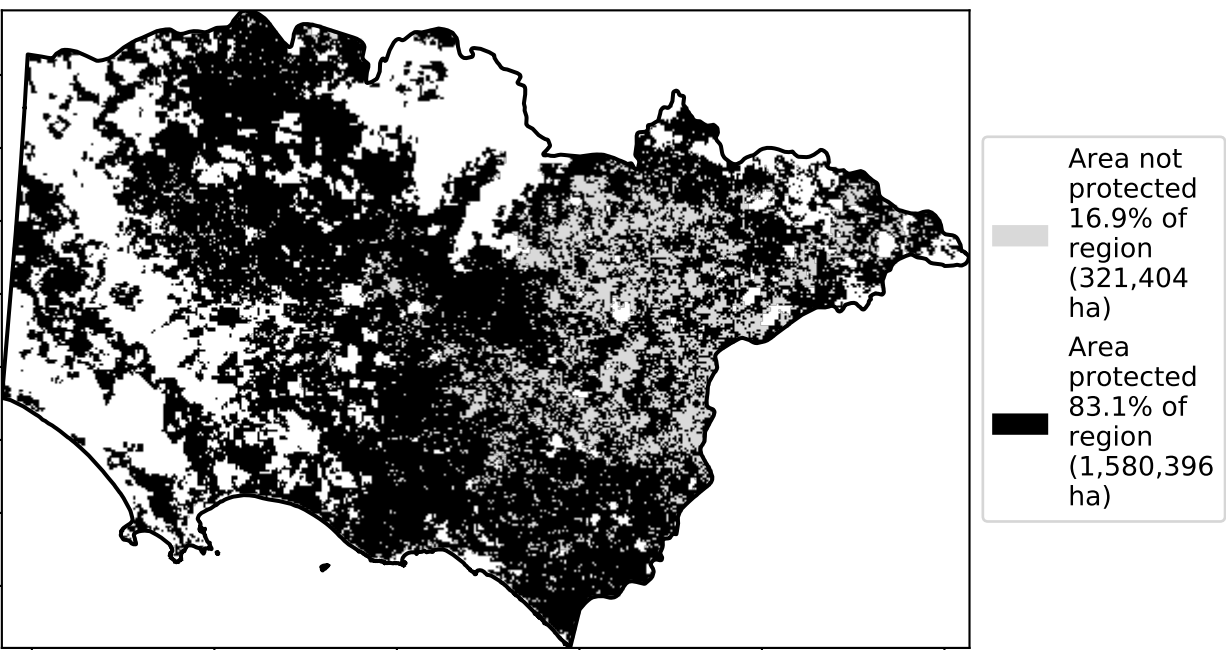 Area not
protected
16.9% of
region
(321,404
ha)
Area
protected
83.1% of
region
(1,580,396
ha)